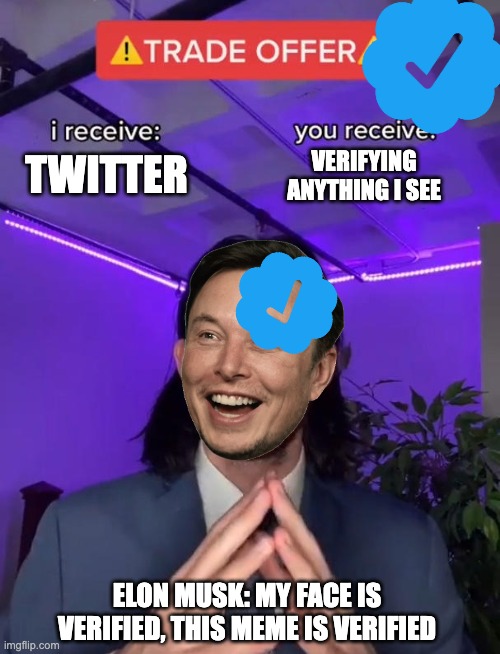 ⚠️TRADE OFFER
i receive:
you receive:
TWITTER
VERIFYING
ANYTHING I SEE
ELON MUSK: MY FACE IS
VERIFIED, THIS MEME IS VERIFIED
imgflip.com